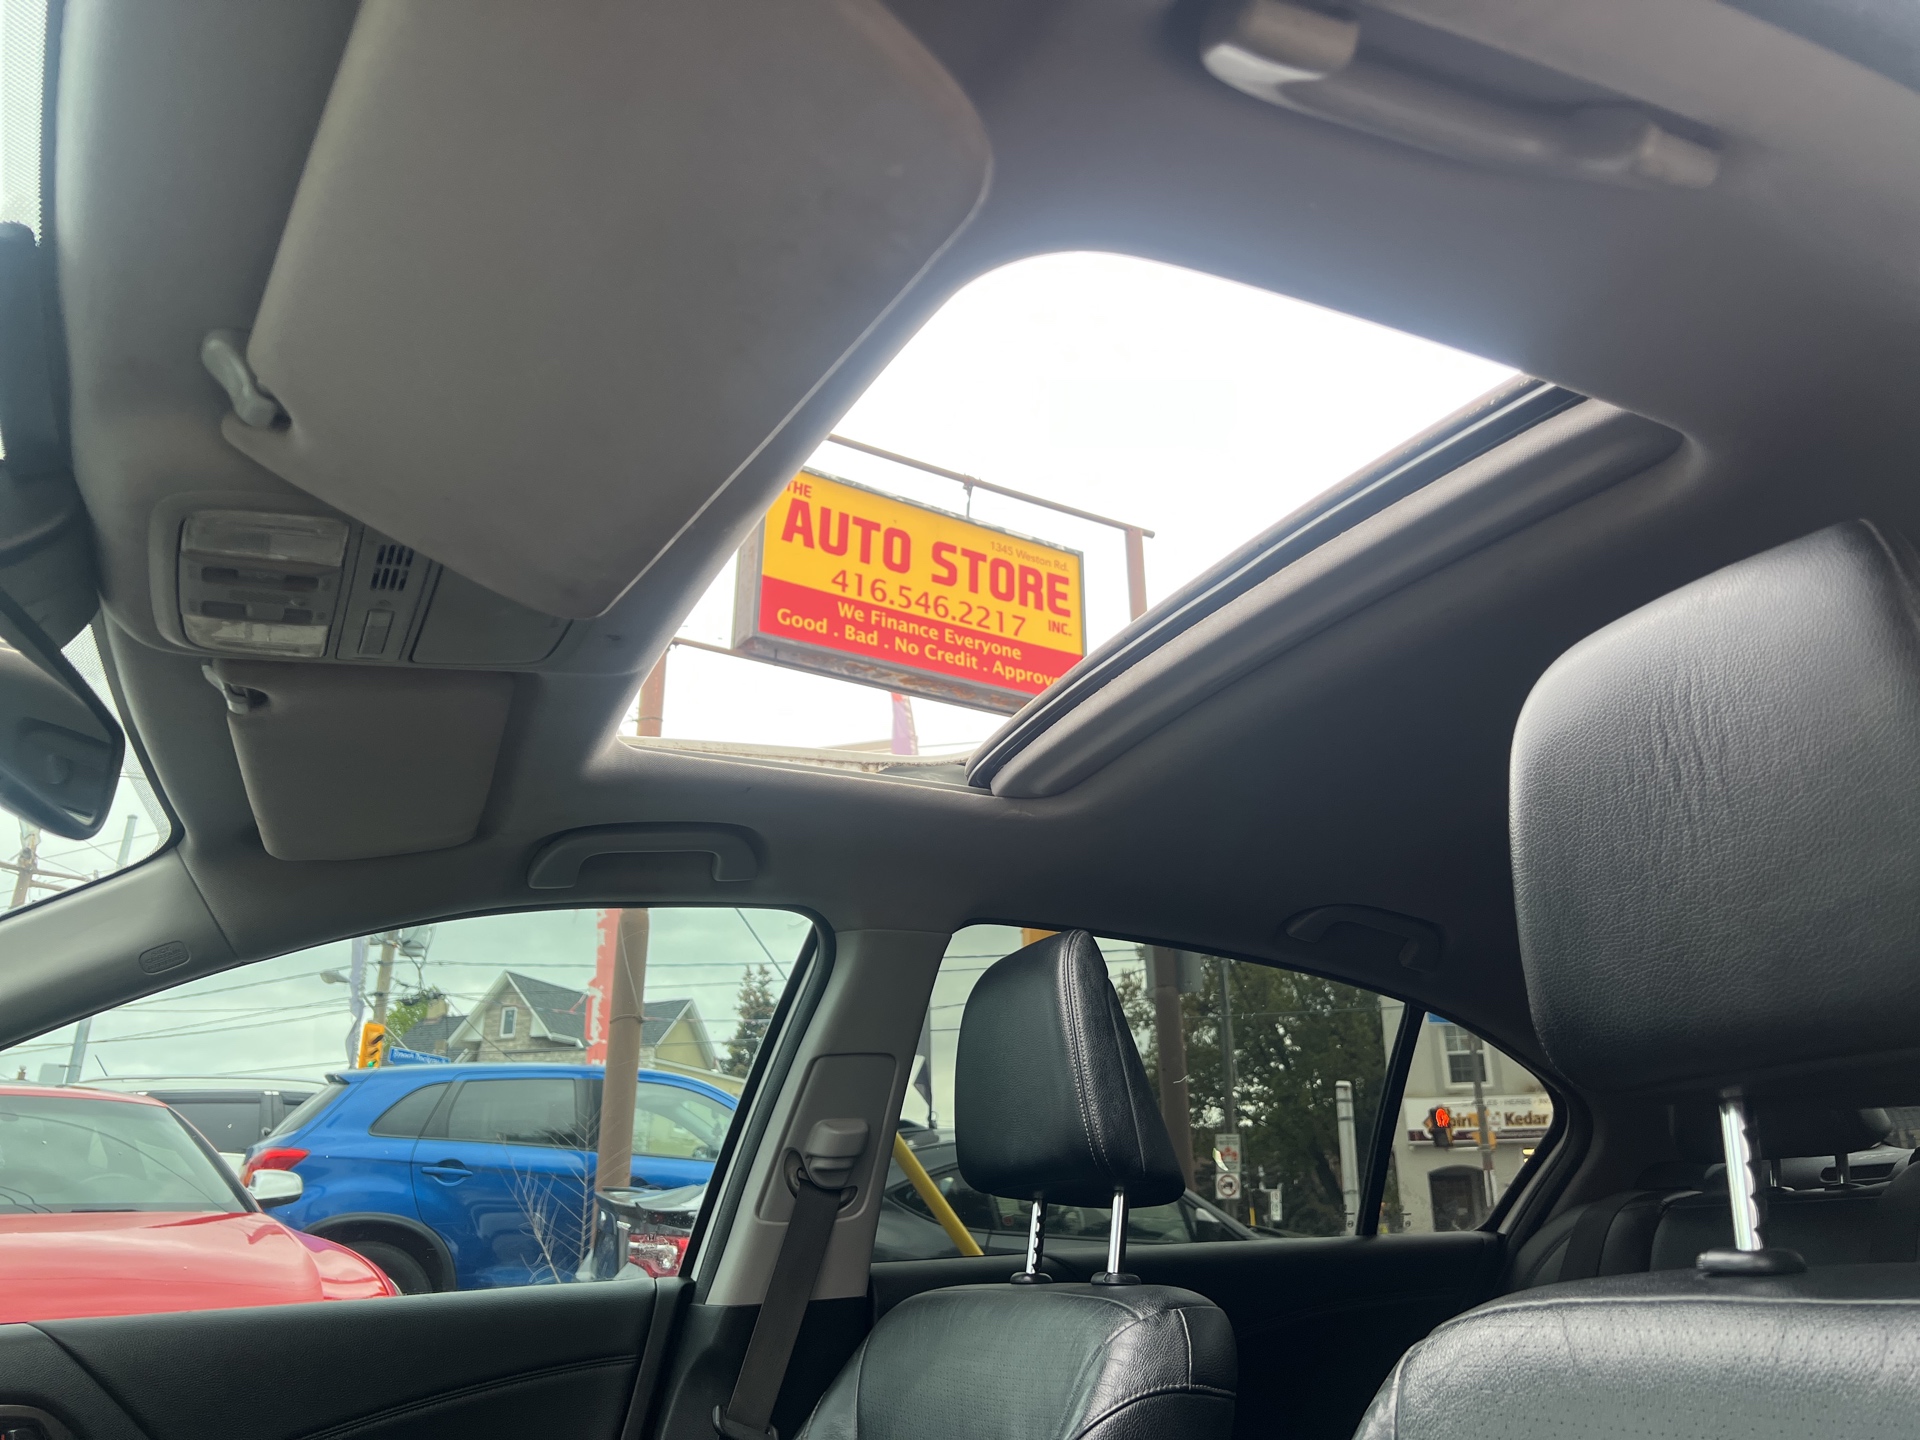 THE
AUTO STORE
1345 Weston Rd.
INC.
416.546.2217
We Finance Everyone
Good . Bad . No Credit . Approve
Kedar